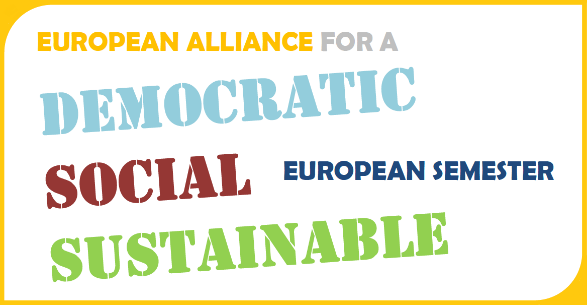 EUROPEAN ALLIANCE FOR A
DEMOCRATIC
SOCIAL
EUROPEAN SEMESTER
SUSTAINABLE